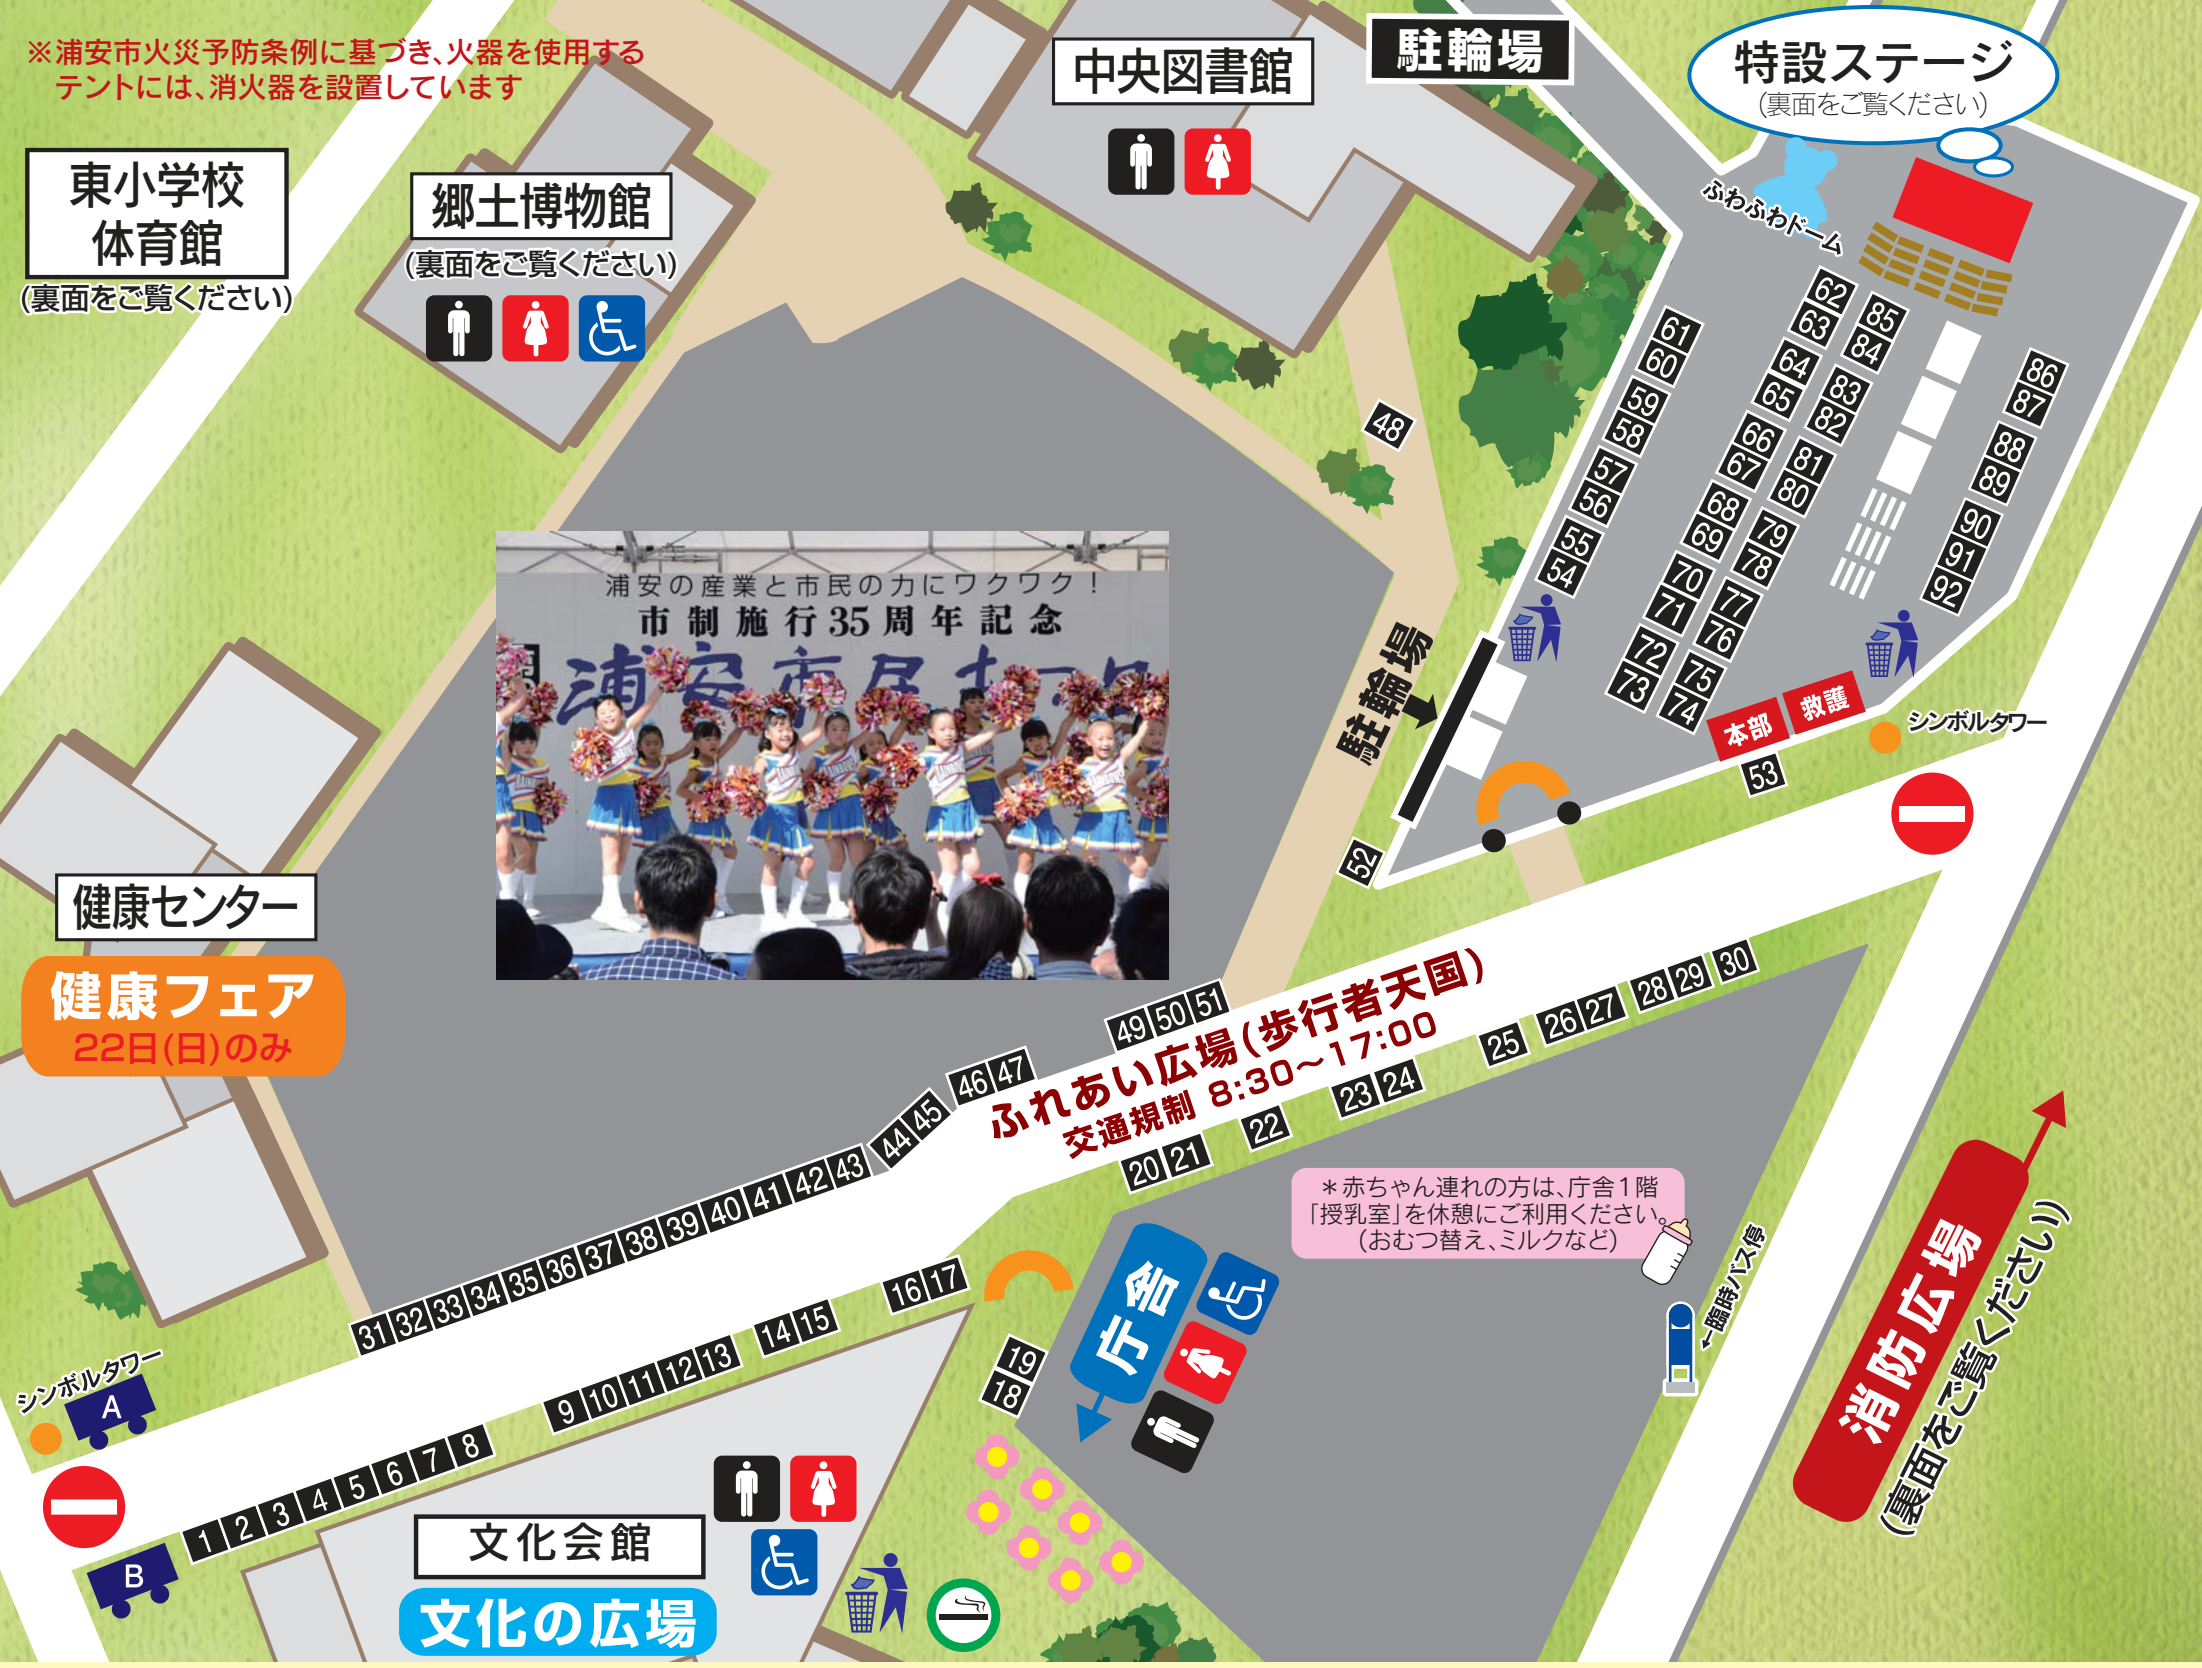 ※浦安市火災予防条例に基づき、火器を使用する
テントには、消火器を設置しています
東小学校
体育館
(裏面をご覧ください)
郷土博物館
(裏面をご覧ください)
中央図書館
駐輪場
特設ステージ
(裏面をご覧ください)
ふわふわドーム
62
63
85
84
61
60
64
65
83
82
86
87
59
58
66
67
81
80
88
89
48
57
56
68
69
79
78
90
91
92
55
54
70
71
77
76
72
73
75
74
浦安の産業と市民の力にワクワク!
市制施行35周年記念
駐輪場
本部
救護
シンボルタワー
53
52
健康センター
健康フェア
22日(日)のみ
49 50 51
ふれあい広場(歩行者天国)
交通規制 8:30〜17:00
25 26 27 28 29 30
46 47
44 45
23 24
22
20 21
31 32 33 34 35 36 37 38 39 40 41 42 43
*赤ちゃん連れの方は、庁舎1階
「授乳室」を休憩にご利用ください。
(おむつ替え、ミルクなど)
←臨時バス停
消防広場
(裏面をご覧ください)
庁舎
16 17
14 15
9 10 11 12 13
19
18
シンボルタワー
A
1 2 3 4 5 6 7 8
B
文化会館
文化の広場